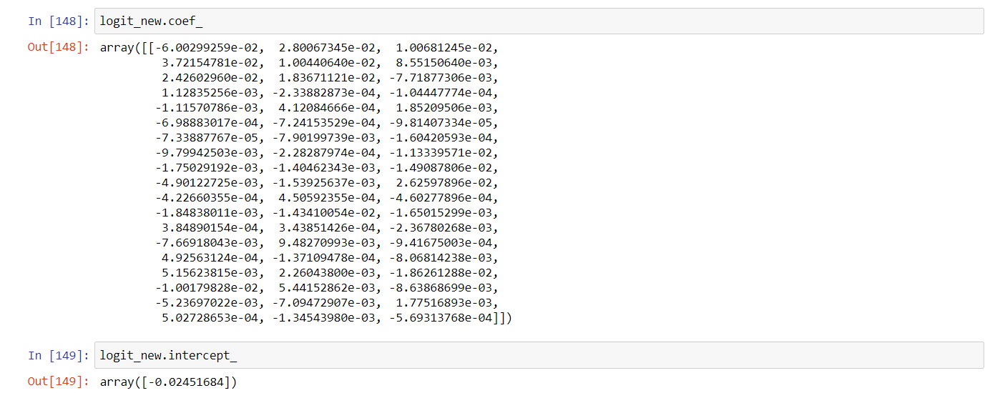 In [148]: logit_new.coef_
Out[148]: array([[-6.00299259e-02,  2.80067345e-02,  1.00681245e-02,
3.72154781e-02,  1.00440640e-02,  8.55150640e-03,
2.42602960e-02,  1.83671121e-02, -7.71877306e-03,
1.12835256e-03, -2.33882873e-04, -1.04447774e-04,
-1.11570786e-03,  4.12084666e-04,  1.85209506e-03,
-6.98883017e-04, -7.24153529e-04, -9.81407334e-05,
-7.33887767e-05, -7.90199739e-03, -1.60420593e-04,
-9.79942503e-03, -2.28287974e-04, -1.13339571e-02,
-1.75029192e-03, -1.40462343e-03, -1.49087806e-02,
-4.90122725e-03, -1.53925637e-03,  2.62597896e-02,
-4.22660355e-04,  4.50592355e-04, -4.60277896e-04,
-1.84838011e-03, -1.43410054e-02, -1.65015299e-03,
3.84890154e-04,  3.43851426e-04, -2.36780268e-03,
-7.66918043e-03,  9.48270993e-03, -9.41675003e-04,
4.92563124e-04, -1.37109478e-04, -8.06814238e-03,
5.15623815e-03,  2.26043800e-03, -1.86261288e-02,
-1.00179828e-02,  5.44152862e-03, -8.63868699e-03,
-5.23697022e-03, -7.09472907e-03,  1.77516893e-03,
5.02728653e-04, -1.34543980e-03, -5.69313768e-04]])
In [149]: logit_new.intercept_
Out[149]: array([-0.02451684])